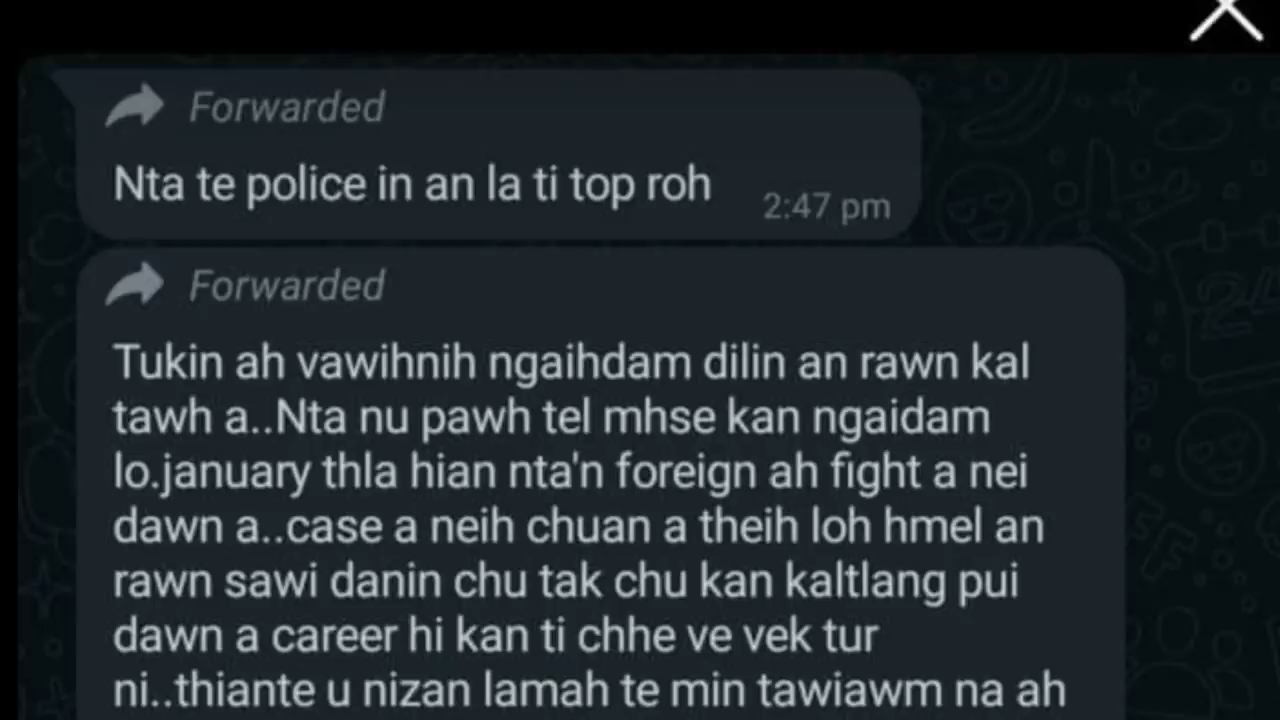 Forwarded
Nta te police in an la ti top roh
2:47 pm
Forwarded
Tukin ah vawihnih ngaihdam dilin an rawn kal
tawh a..Nta nu pawh tel mhse kan ngaidam
lo.january thla hian nta'n foreign ah fight a nei
dawn a..case a neih chuan a theih loh hmel an
rawn sawi danin chu tak chu kan kaltlang pui
dawn a career hi kan ti chhe ve vek tur
ni..thiante u nizan lamah te min tawiawm na ah